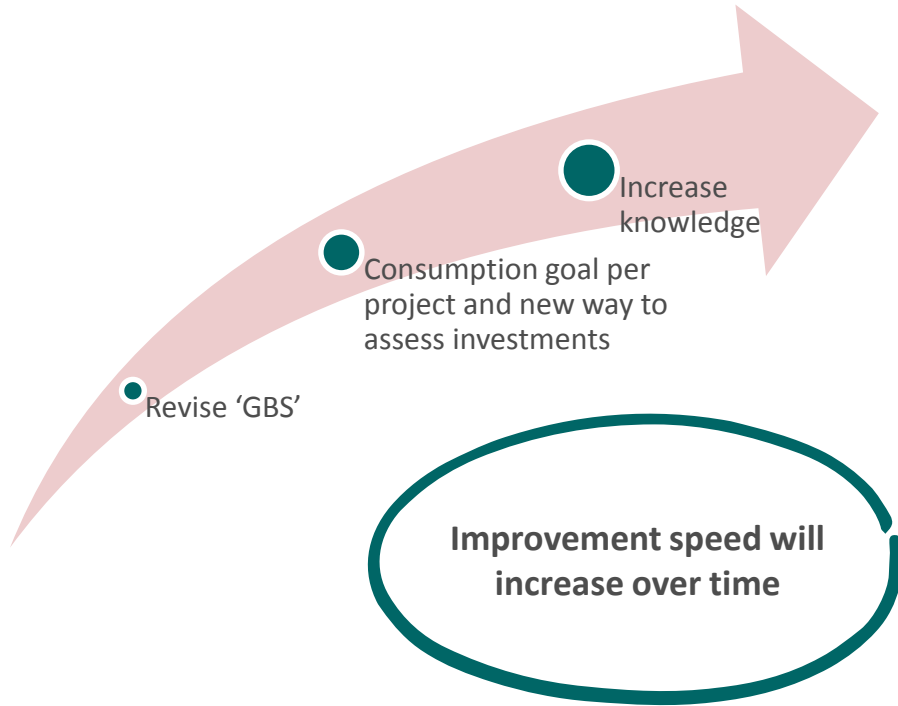 Increase
knowledge
Consumption goal per
project and new way to
assess investments
Revise ‘GBS’
Improvement speed will
increase over time